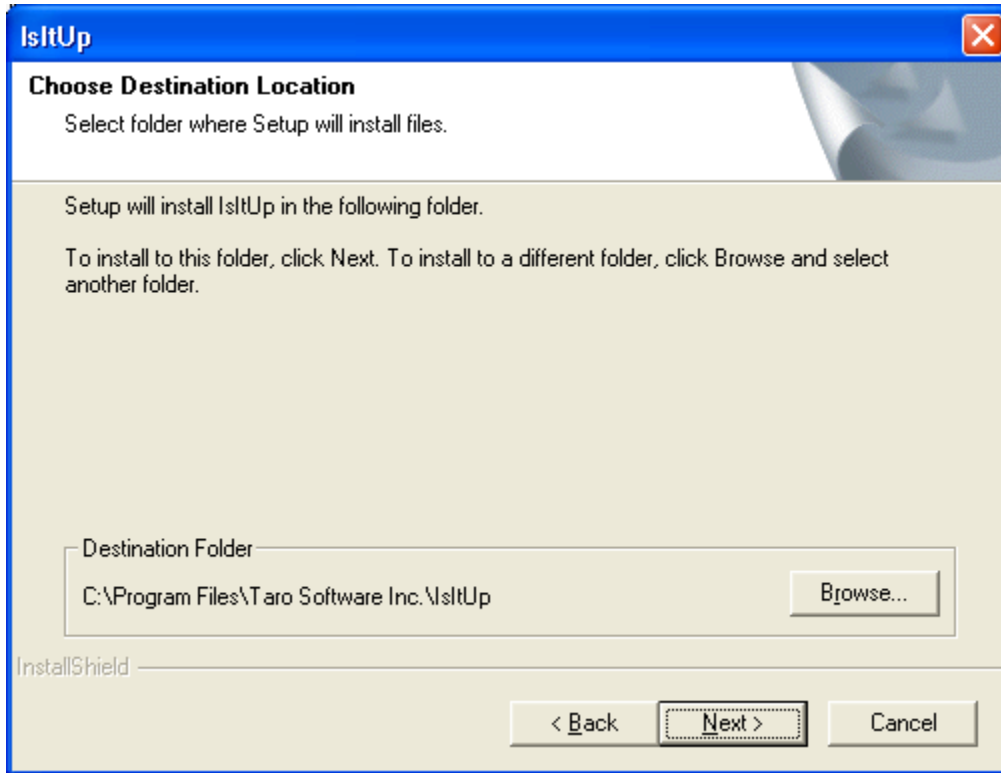 IsItUp
Choose Destination Location
Select folder where Setup will install files.
Setup will install IsItUp in the following folder.
To install to this folder, click Next. To install to a different folder, click Browse and select
another folder.
Destination Folder
C:\Program Files\Taro Software Inc.\IsItUp
Browse...
InstallShield
< Back
Next >
Cancel